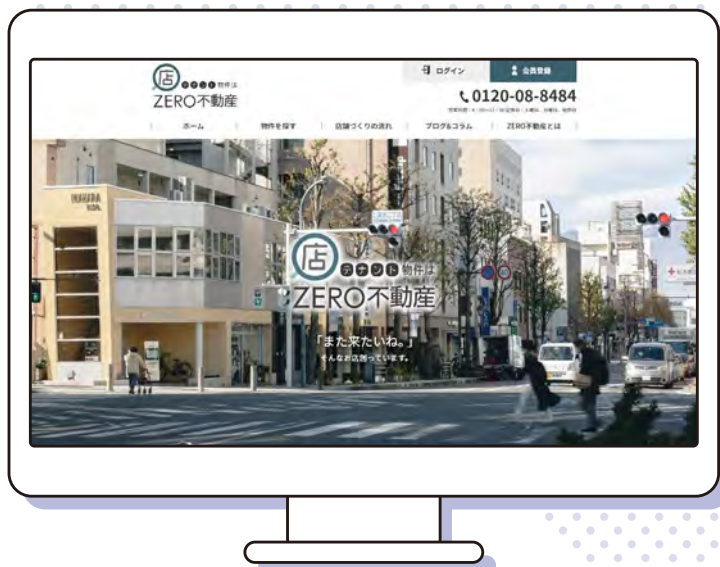 ログイン
会員登録
店 テナント物件は
ZERO不動産
0120-08-8484
ホーム
物件を探す
店舗づくりの流れ
ブログ&コラム
ZERO不動産とは
店 テナント物件は
ZERO不動産
「また来たいね。」
そんなお店創っています。